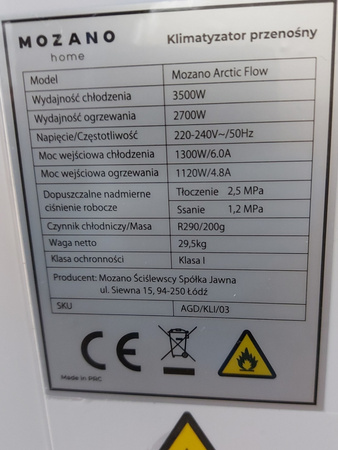 MOZANO
home
Klimatyzator przenośny
Model Mozano Arctic Flow
Wydajność chłodzenia 3500W
Wydajność ogrzewania 2700W
Napięcie/Częstotliwość 220-240V~/50Hz
Moc wejściowa chłodzenia 1300W/6.0A
Moc wejściowa ogrzewania 1120W/4.8A
Dopuszczalne nadmierne Tłoczenie 2,5 MPa
ciśnienie robocze Ssanie 1,2 MPa
Czynnik chłodniczy/Masa R290/200g
Waga netto 29,5kg
Klasa ochronności Klasa I
Producent: Mozano Ściślewscy Spółka Jawna
ul. Siewna 15, 94-250 Łódź
SKU AGD/KLI/03
CE
Made in PRC